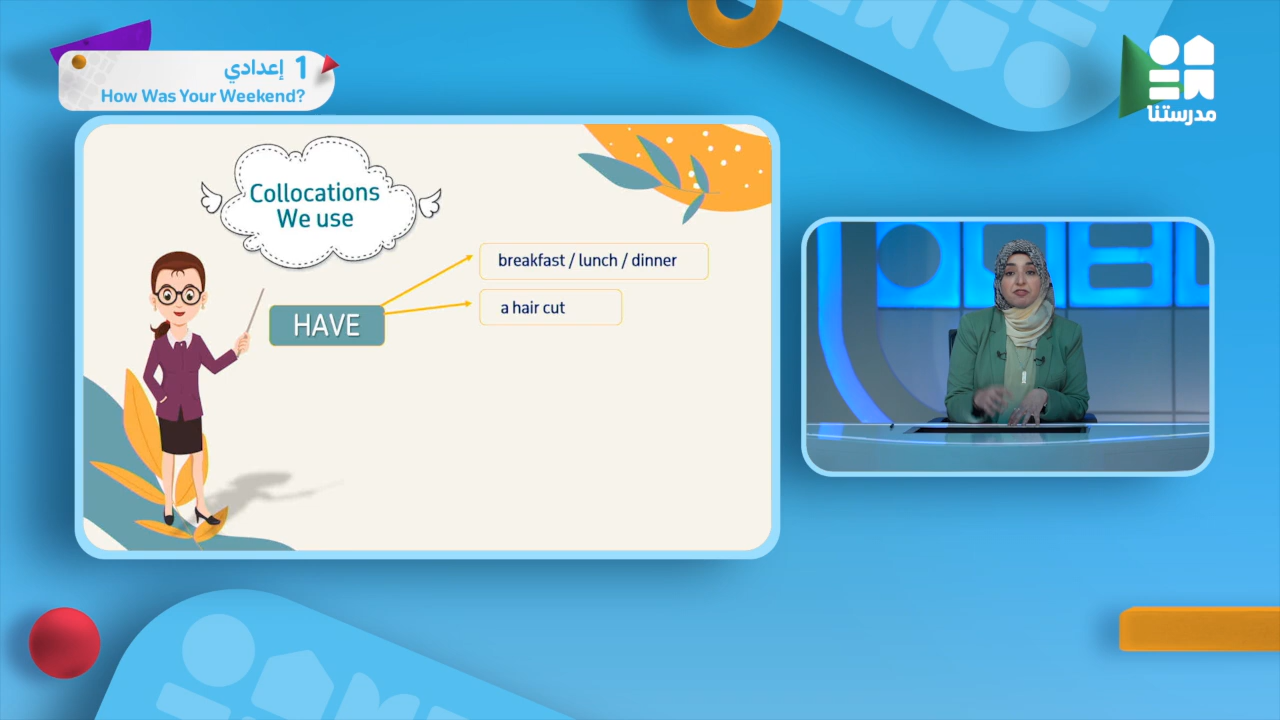 1 إعدادي
How Was Your Weekend?
مدرستنا
Collocations
We use
HAVE
breakfast / lunch / dinner
a hair cut